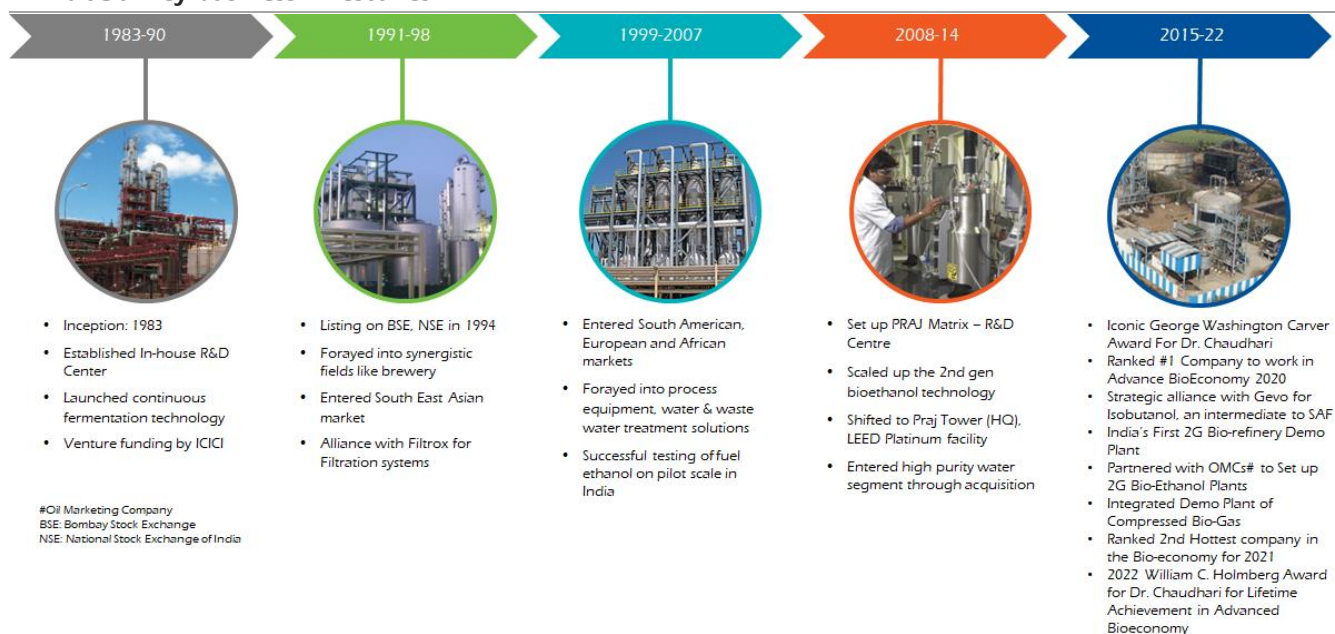 1983-90
1991-98
1999-2007
2008-14
2015-22
• Inception: 1983
• Established In-house R&D
Center
• Launched continuous
fermentation technology
• Venture funding by ICICI
• Listing on BSE, NSE in 1994
• Forayed into synergistic
fields like brewery
• Entered South East Asian
market
• Alliance with Filtrox for
Filtration systems
• Entered South American,
European and African
markets
• Forayed into process
equipment, water & waste
water treatment solutions
• Successful testing of fuel
ethanol on pilot scale in
India
• Set up PRAJ Matrix – R&D
Centre
• Scaled up the 2nd gen
bioethanol technology
• Shifted to Praj Tower (HQ),
LEED Platinum facility
• Entered high purity water
segment through acquisition
• Iconic George Washington Carver
Award For Dr. Chaudhari
• Ranked #1 Company to work in
Advance BioEconomy 2020
• Strategic alliance with Gevo for
Isobutanol, an intermediate to SAF
• India's First 2G Bio-refinery Demo
Plant
• Partnered with OMCs# to Set up
2G Bio-Ethanol Plants
• Integrated Demo Plant of
Compressed Bio-Gas
• Ranked 2nd Hottest company in
the Bio-economy for 2021
• 2022 William C. Holmberg Award
for Dr. Chaudhari for Lifetime
Achievement in Advanced
Bioeconomy
#Oil Marketing Company
BSE: Bombay Stock Exchange
NSE: National Stock Exchange of India